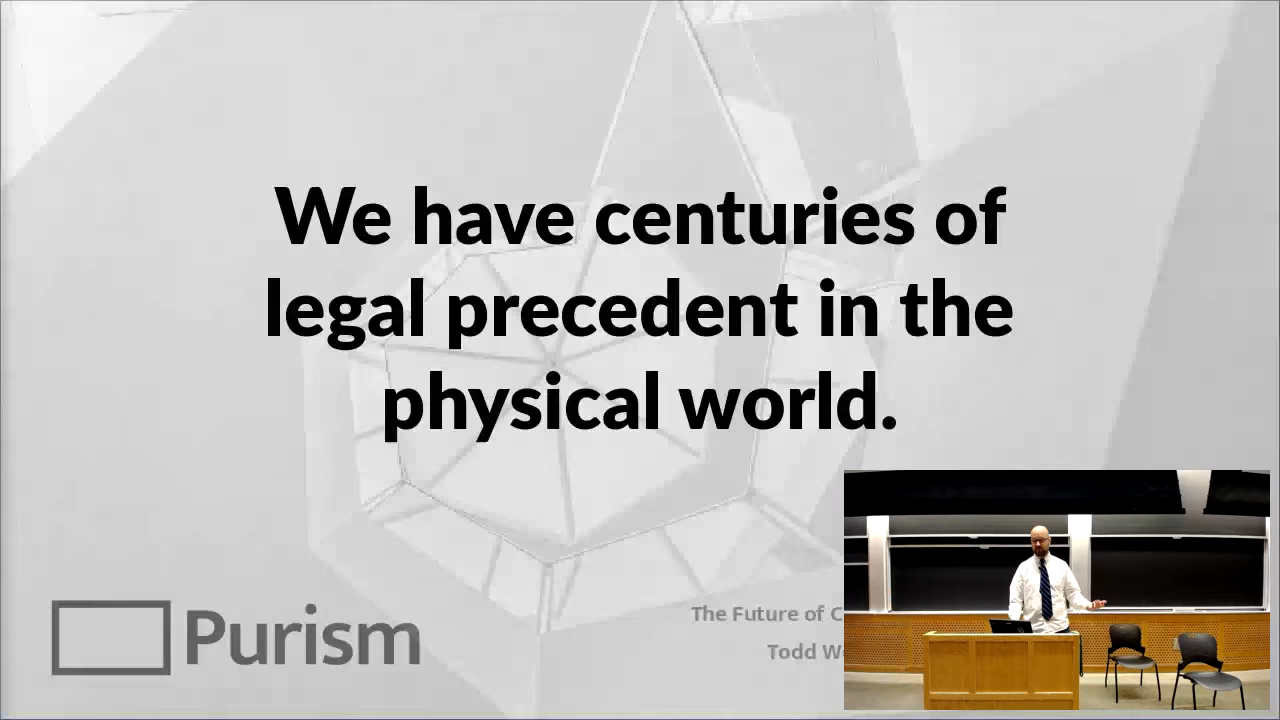 We have centuries of
legal precedent in the
physical world.
Purism
The Future of
Todd